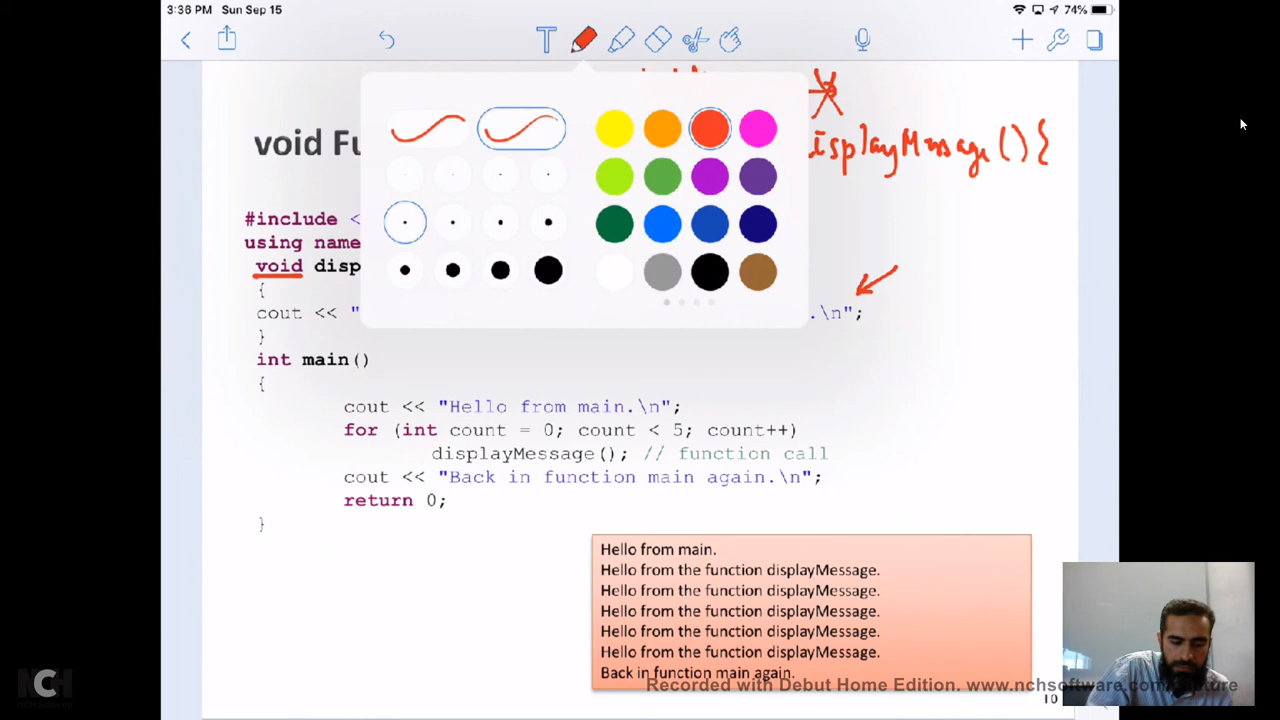 3:36 PM Sun Sep 15
74%
T
void Fu
isplayMessage(){
#include <
using name
void disp
{
cout << " .\n";
}
int main()
{
cout << "Hello from main.\n";
for (int count = 0; count < 5; count++)
displayMessage(); // function call
cout << "Back in function main again.\n";
return 0;
}
Hello from main.
Hello from the function displayMessage.
Hello from the function displayMessage.
Hello from the function displayMessage.
Hello from the function displayMessage.
Hello from the function displayMessage.
Back in function main again.
Recorded with Debut Home Edition. www.nchsoftware.com/capture
10
NCH
NCH Software